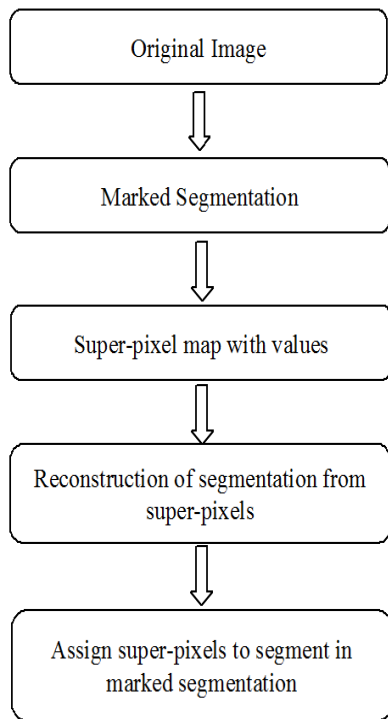 Original Image
Marked Segmentation
Super-pixel map with values
Reconstruction of segmentation from
super-pixels
Assign super-pixels to segment in
marked segmentation